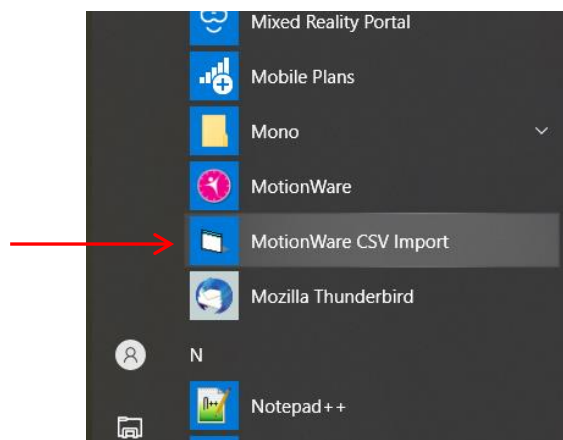 Mixed Reality Portal
Mobile Plans
Mono
MotionWare
MotionWare CSV Import
Mozilla Thunderbird
N
Notepad++